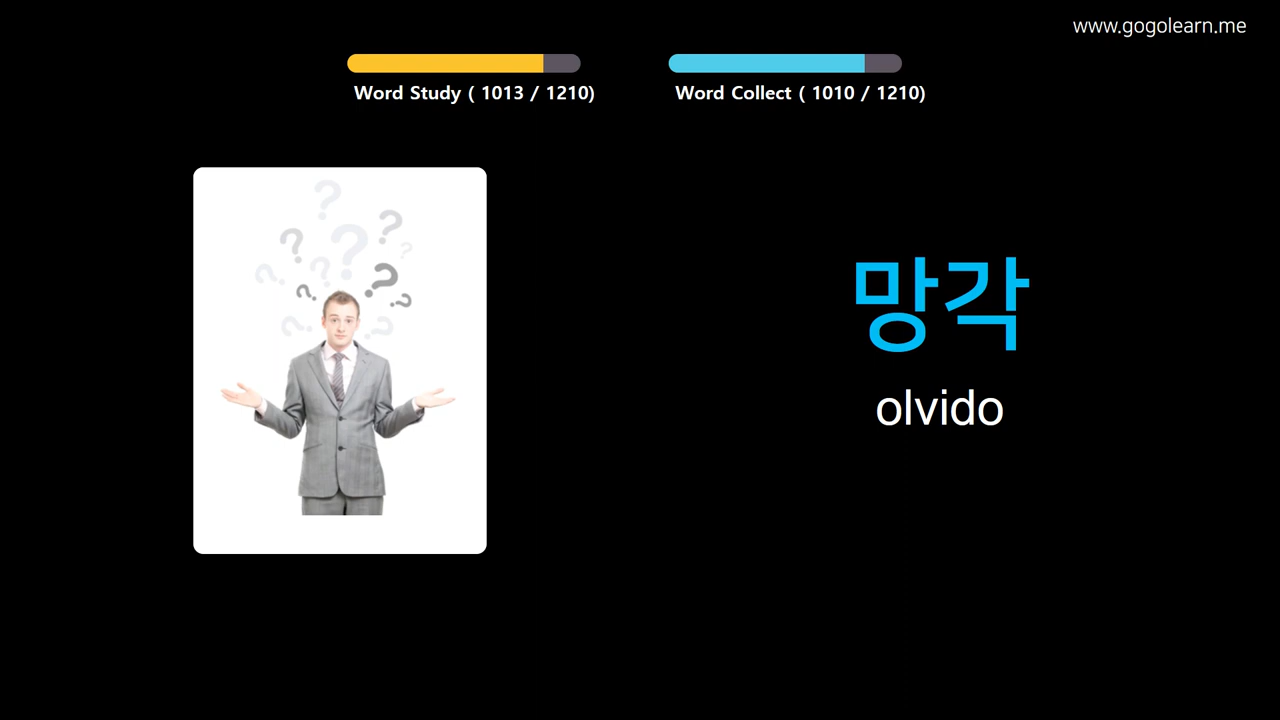 www.gogolearn.me
Word Study ( 1013 / 1210)
Word Collect ( 1010 / 1210)
? ? ? ? ? ? ? ? ? ? ? ?
망각
olvido